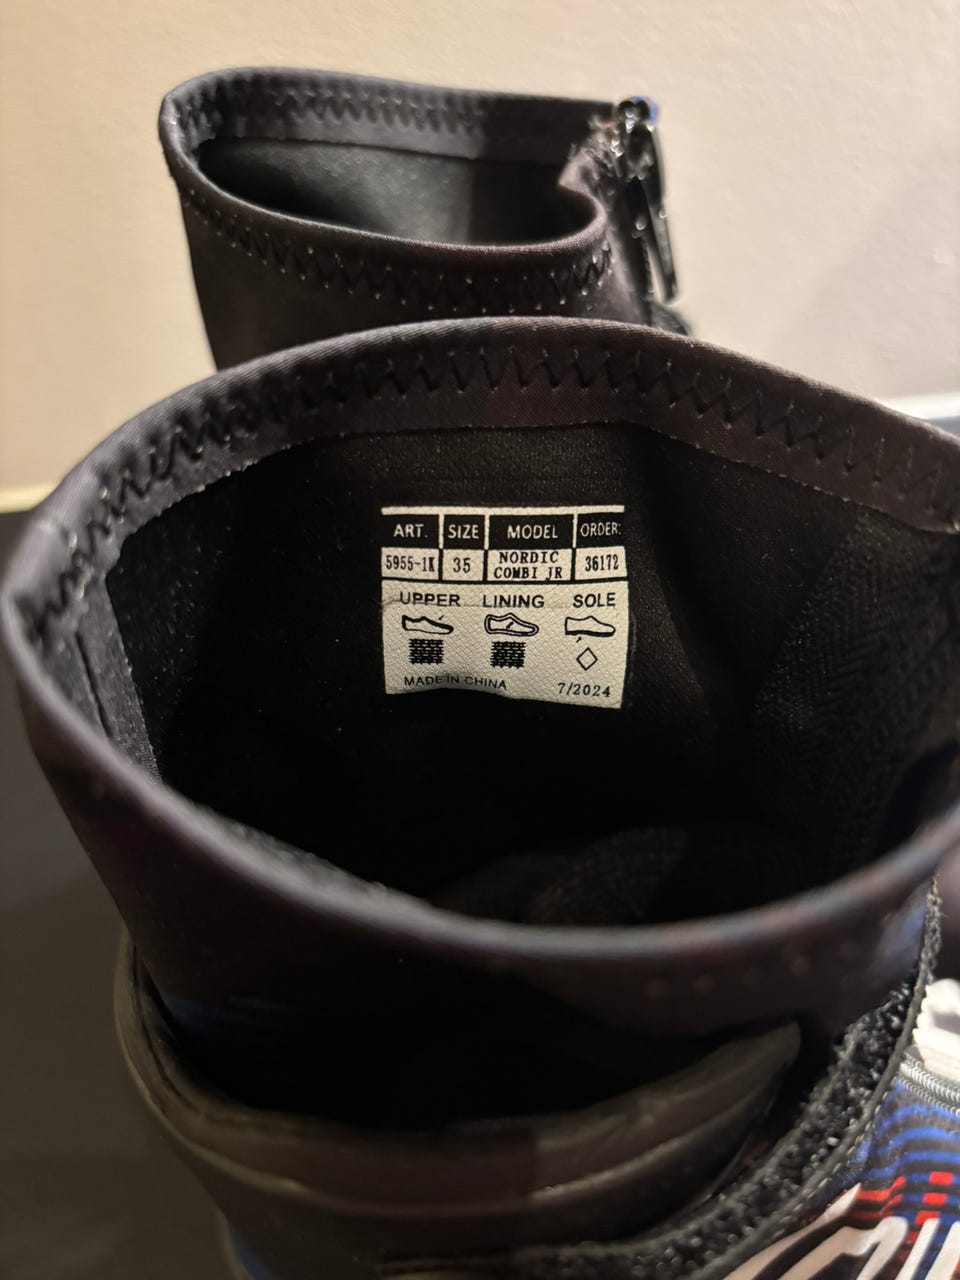 ART. SIZE MODEL ORDER:
5955-1K 35 NORDIC COMBI JR 36172
UPPER LINING SOLE
MADE IN CHINA 7/2024